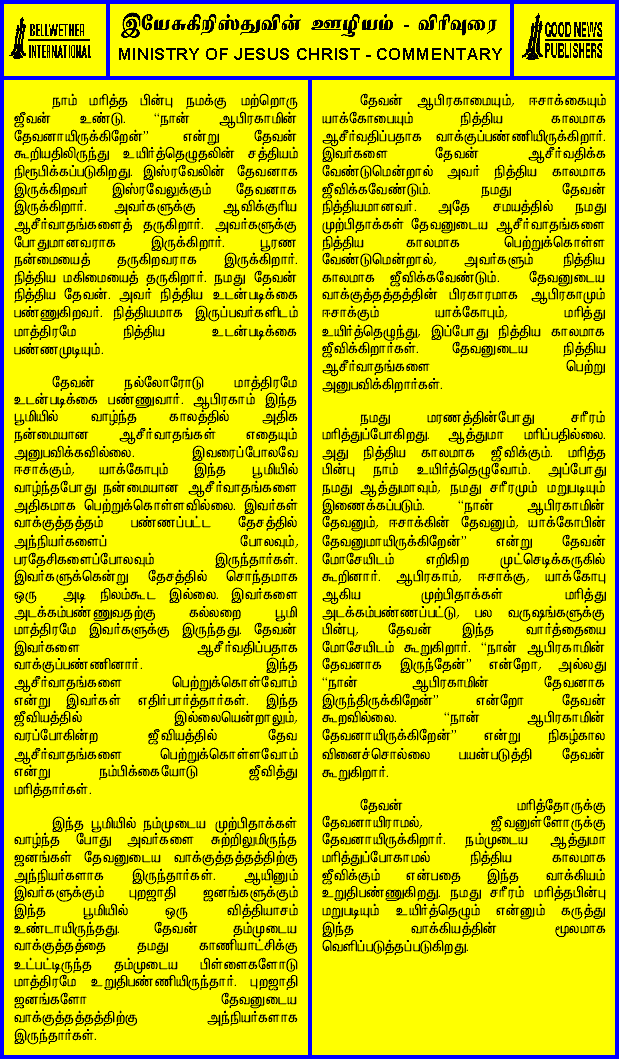 BELLWETHER
INTERNATIONAL
இயேசுகிறிஸ்துவின் ஊழியம் - விரிவுரை
MINISTRY OF JESUS CHRIST - COMMENTARY
GOOD NEWS
PUBLISHERS
நாம் மரித்த பின்பு நமக்கு மற்றொரு
ஜீவன் உண்டு. “நான் ஆபிரகாமின்
தேவனாயிருக்கிறேன்” என்று தேவன்
கூறியதிலிருந்து உயிர்த்தெழுதலின் சத்தியம்
நிரூபிக்கப்படுகிறது. இஸ்ரவேலின் தேவனாக
இருக்கிறவர் இஸ்ரவேலுக்கும் தேவனாக
இருக்கிறார். அவர்களுக்கு ஆவிக்குரிய
ஆசீர்வாதங்களைத் தருகிறார். அவர்களுக்கு
போதுமானவராக இருக்கிறார். பூரண
நன்மையைத் தருகிறவராக இருக்கிறார்.
நித்திய மகிமையைத் தருகிறார். நமது தேவன்
நித்திய தேவன். அவர் நித்திய உடன்படிக்கை
பண்ணுகிறவர். நித்தியமாக இருப்பவர்களிடம்
மாத்திரமே நித்திய உடன்படிக்கை
பண்ணமுடியும்.
தேவன் நல்லோரோடு மாத்திரமே
உடன்படிக்கை பண்ணுவார். ஆபிரகாம் இந்த
பூமியில் வாழ்ந்த காலத்தில் அதிக
நன்மையான ஆசீர்வாதங்கள் எதையும்
அனுபவிக்கவில்லை. இவரைப்போலவே
ஈசாக்கும், யாக்கோபும் இந்த பூமியில்
வாழ்ந்தபோது நன்மையான ஆசீர்வாதங்களை
அதிகமாக பெற்றுக்கொள்ளவில்லை. இவர்கள்
வாக்குத்தத்தம் பண்ணப்பட்ட தேசத்தில்
அந்நியர்களைப் போலவும்,
பரதேசிகளைப்போலவும் இருந்தார்கள்.
இவர்களுக்கென்று தேசத்தில் சொந்தமாக
ஒரு அடி நிலம்கூட இல்லை. இவர்களை
அடக்கம்பண்ணுவதற்கு கல்லறை பூமி
மாத்திரமே இவர்களுக்கு இருந்தது. தேவன்
இவர்களை ஆசீர்வதிப்பதாக
வாக்குப்பண்ணினார். இந்த
ஆசீர்வாதங்களை பெற்றுக்கொள்வோம்
என்று இவர்கள் எதிர்பார்த்தார்கள். இந்த
ஜீவியத்தில் இல்லையென்றாலும்,
வரப்போகின்ற ஜீவியத்தில் தேவ
ஆசீர்வாதங்களை பெற்றுக்கொள்ளவோம்
என்று நம்பிக்கையோடு ஜீவித்து
மரித்தார்கள்.
இந்த பூமியில் நம்முடைய முற்பிதாக்கள்
வாழ்ந்த போது அவர்களை சுற்றிலுமிருந்த
ஜனங்கள் தேவனுடைய வாக்குத்தத்தத்திற்கு
அந்நியர்களாக இருந்தார்கள். ஆயினும்
இவர்களுக்கும் புறஜாதி ஜனங்களுக்கும்
இந்த பூமியில் ஒரு வித்தியாசம்
உண்டாயிருந்தது. தேவன் தம்முடைய
வாக்குத்தத்தை தமது காணியாட்சிக்கு
உட்பட்டிருந்த தம்முடைய பிள்ளைகளோடு
மாத்திரமே உறுதிபண்ணியிருந்தார். புறஜாதி
ஜனங்களோ தேவனுடைய
வாக்குத்தத்தத்திற்கு அந்நியர்களாக
இருந்தார்கள்.
தேவன் ஆபிரகாமையும், ஈசாக்கையும்
யாக்கோபையும் நித்திய காலமாக
ஆசீர்வதிப்பதாக வாக்குப்பண்ணியிருக்கிறார்.
இவர்களை தேவன் ஆசீர்வதிக்க
வேண்டுமென்றால் அவர் நித்திய காலமாக
ஜீவிக்கவேண்டும். நமது தேவன்
நித்தியமானவர். அதே சமயத்தில் நமது
முற்பிதாக்கள் தேவனுடைய ஆசீர்வாதங்களை
நித்திய காலமாக பெற்றுக்கொள்ள
வேண்டுமென்றால், அவர்களும் நித்திய
காலமாக ஜீவிக்கவேண்டும். தேவனுடைய
வாக்குத்தத்தத்தின் பிரகாரமாக ஆபிரகாமும்
ஈசாக்கும் யாக்கோபும், மரித்து
உயிர்த்தெழுந்து, இப்போது நித்திய காலமாக
ஜீவிக்கிறார்கள். தேவனுடைய நித்திய
ஆசீர்வாதங்களை பெற்று
அனுபவிக்கிறார்கள்.
நமது மரணத்தின்போது சரீரம்
மரித்துப்போகிறது. ஆத்துமா மரிப்பதில்லை.
அது நித்திய காலமாக ஜீவிக்கும். மரித்த
பின்பு நாம் உயிர்த்தெழுவோம். அப்போது
நமது ஆத்துமாவும், நமது சரீரமும் மறுபடியும்
இணைக்கப்படும். “நான் ஆபிரகாமின்
தேவனும், ஈசாக்கின் தேவனும், யாக்கோபின்
தேவனுமாயிருக்கிறேன்” என்று தேவன்
மோசேயிடம் எறிகிற முட்செடிக்கருகில்
கூறினார். ஆபிரகாம், ஈசாக்கு, யாக்கோபு
ஆகிய முற்பிதாக்கள் மரித்து
அடக்கம்பண்ணப்பட்டு, பல வருஷங்களுக்கு
பின்பு, தேவன் இந்த வார்த்தையை
மோசேயிடம் கூறுகிறார். “நான் ஆபிரகாமின்
தேவனாக இருந்தேன்” என்றோ, அல்லது
“நான் ஆபிரகாமின் தேவனாக
இருந்திருக்கிறேன்” என்றோ தேவன்
கூறவில்லை. “நான் ஆபிரகாமின்
தேவனாயிருக்கிறேன்” என்று நிகழ்கால
வினைச்சொல்லை பயன்படுத்தி தேவன்
கூறுகிறார்.
தேவன் மரித்தோருக்கு
தேவனாயிராமல், ஜீவனுள்ளோருக்கு
தேவனாயிருக்கிறார். நம்முடைய ஆத்துமா
மரித்துப்போகாமல் நித்திய காலமாக
ஜீவிக்கும் என்பதை இந்த வாக்கியம்
உறுதிபண்ணுகிறது. நமது சரீரம் மரித்தபின்பு
மறுபடியும் உயிர்த்தெழும் என்னும் கருத்து
இந்த வாக்கியத்தின் மூலமாக
வெளிப்படுத்தப்படுகிறது.